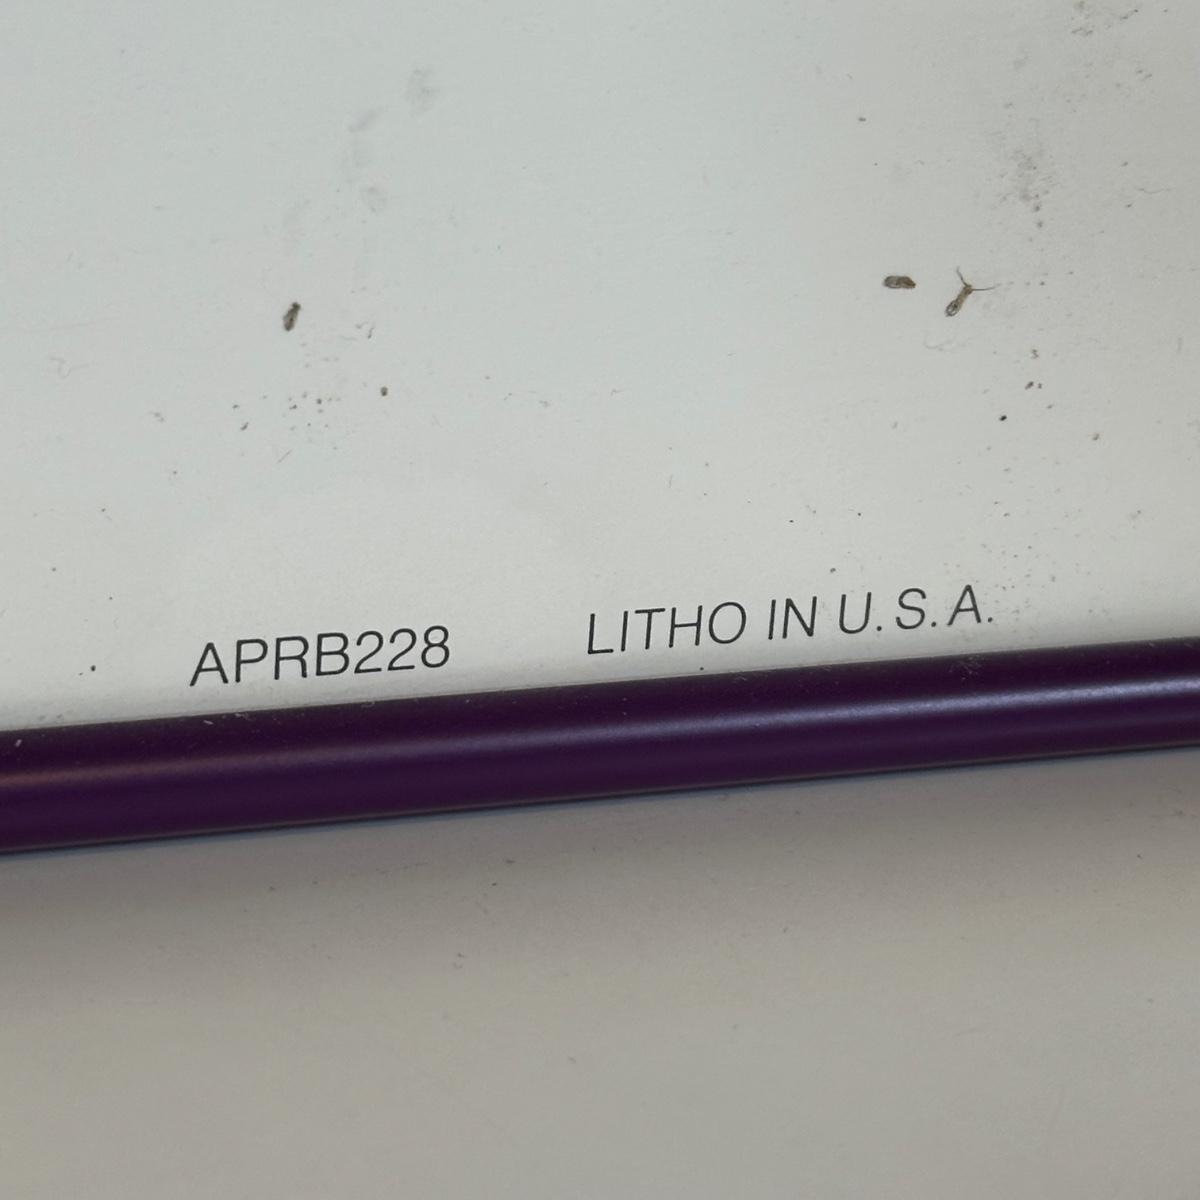 APRB228 LITHO IN U.S.A.